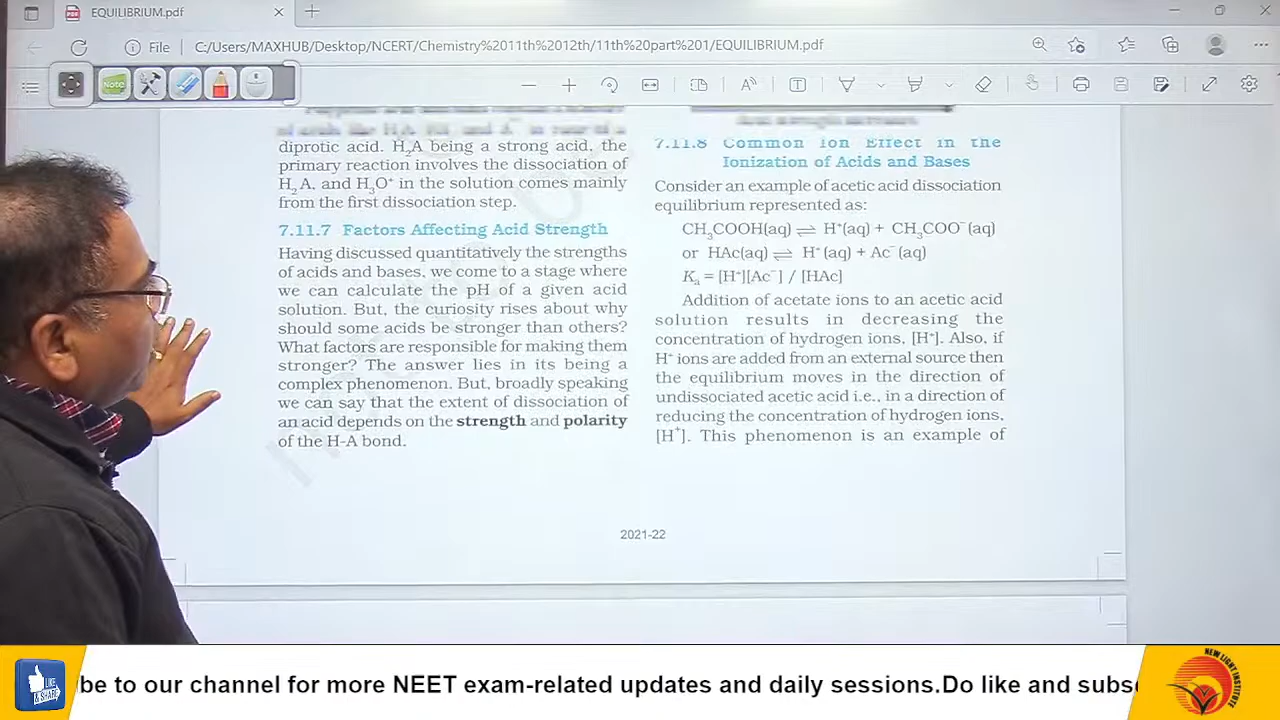 EQUILIBRIUM.pdf
File
C:/Users/MAXHUB/Desktop/NCERT/Chemistry%2011th%2012th/11th%20part%201/EQUILIBRIUM.pdf
Note
diprotic acid. H₂A being a strong acid, the
primary reaction involves the dissociation of
H₂A, and H₃O⁺ in the solution comes mainly
from the first dissociation step.
7.11.7 Factors Affecting Acid Strength
Having discussed quantitatively the strengths
of acids and bases, we come to a stage where
we can calculate the pH of a given acid
solution. But, the curiosity rises about why
should some acids be stronger than others?
What factors are responsible for making them
stronger? The answer lies in its being a
complex phenomenon. But, broadly speaking
we can say that the extent of dissociation of
an acid depends on the strength and polarity
of the H-A bond.
7.11.8 Common Ion Effect in the
Ionization of Acids and Bases
Consider an example of acetic acid dissociation
equilibrium represented as:
CH₃COOH(aq) ⇌ H⁺(aq) + CH₃COO⁻ (aq)
or HAc(aq) ⇌ H⁺ (aq) + Ac⁻ (aq)
Kₐ = [H⁺][Ac⁻] / [HAc]
Addition of acetate ions to an acetic acid
solution results in decreasing the
concentration of hydrogen ions, [H⁺]. Also, if
H⁺ ions are added from an external source then
the equilibrium moves in the direction of
undissociated acetic acid i.e., in a direction of
reducing the concentration of hydrogen ions,
[H⁺]. This phenomenon is an example of
2021-22
LIKE
& SHARE
be to our channel for more NEET exam-related updates and daily sessions.Do like and subs
NEW LIGHT INSTITUTE